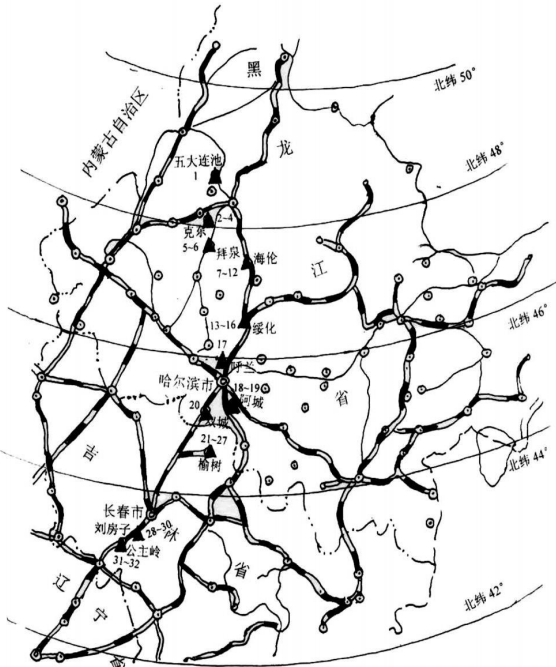 黑
北纬 50°
内蒙古自治区
龙
五大连池
1
北纬 48°
2~4
克东
5~6
拜泉
海伦
7~12
江
13~16
绥化
北纬 46°
17
呼兰
哈尔滨市
18~19
阿城
省
20
双城
21~27
榆树
吉
北纬 44°
长春市
刘房子
28~30
林
公主岭
31~32
辽
宁
省
北纬 42°
省